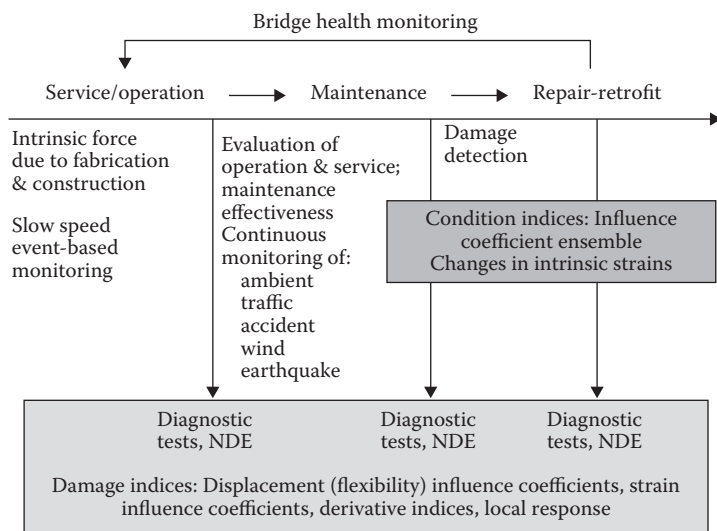 Bridge health monitoring
Service/operation
Maintenance
Repair-retrofit
Intrinsic force
due to fabrication
& construction
Slow speed
event-based
monitoring
Evaluation of
operation & service;
maintenance
effectiveness
Continuous
monitoring of:
ambient
traffic
accident
wind
earthquake
Damage
detection
Condition indices: Influence
coefficient ensemble
Changes in intrinsic strains
Diagnostic
tests, NDE
Diagnostic
tests, NDE
Diagnostic
tests, NDE
Damage indices: Displacement (flexibility) influence coefficients, strain
influence coefficients, derivative indices, local response